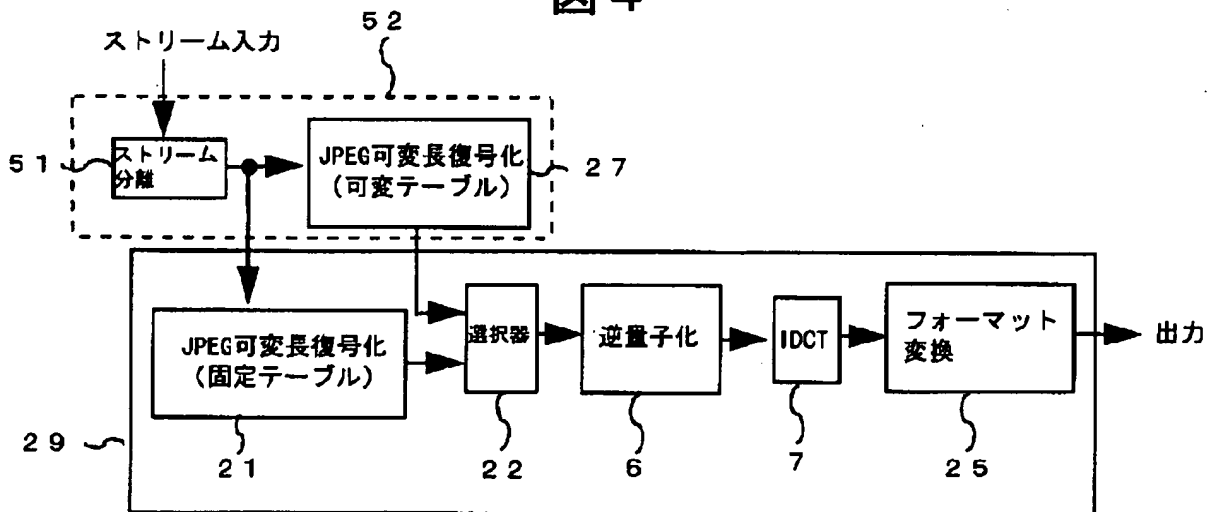 図4
52
ストリーム入力
51
ストリーム
分離
JPEG可変長復号化
(可変テーブル)
27
JPEG可変長復号化
(固定テーブル)
選択器
逆量子化
IDCT
フォーマット
変換
出力
29
21
22
6
7
25